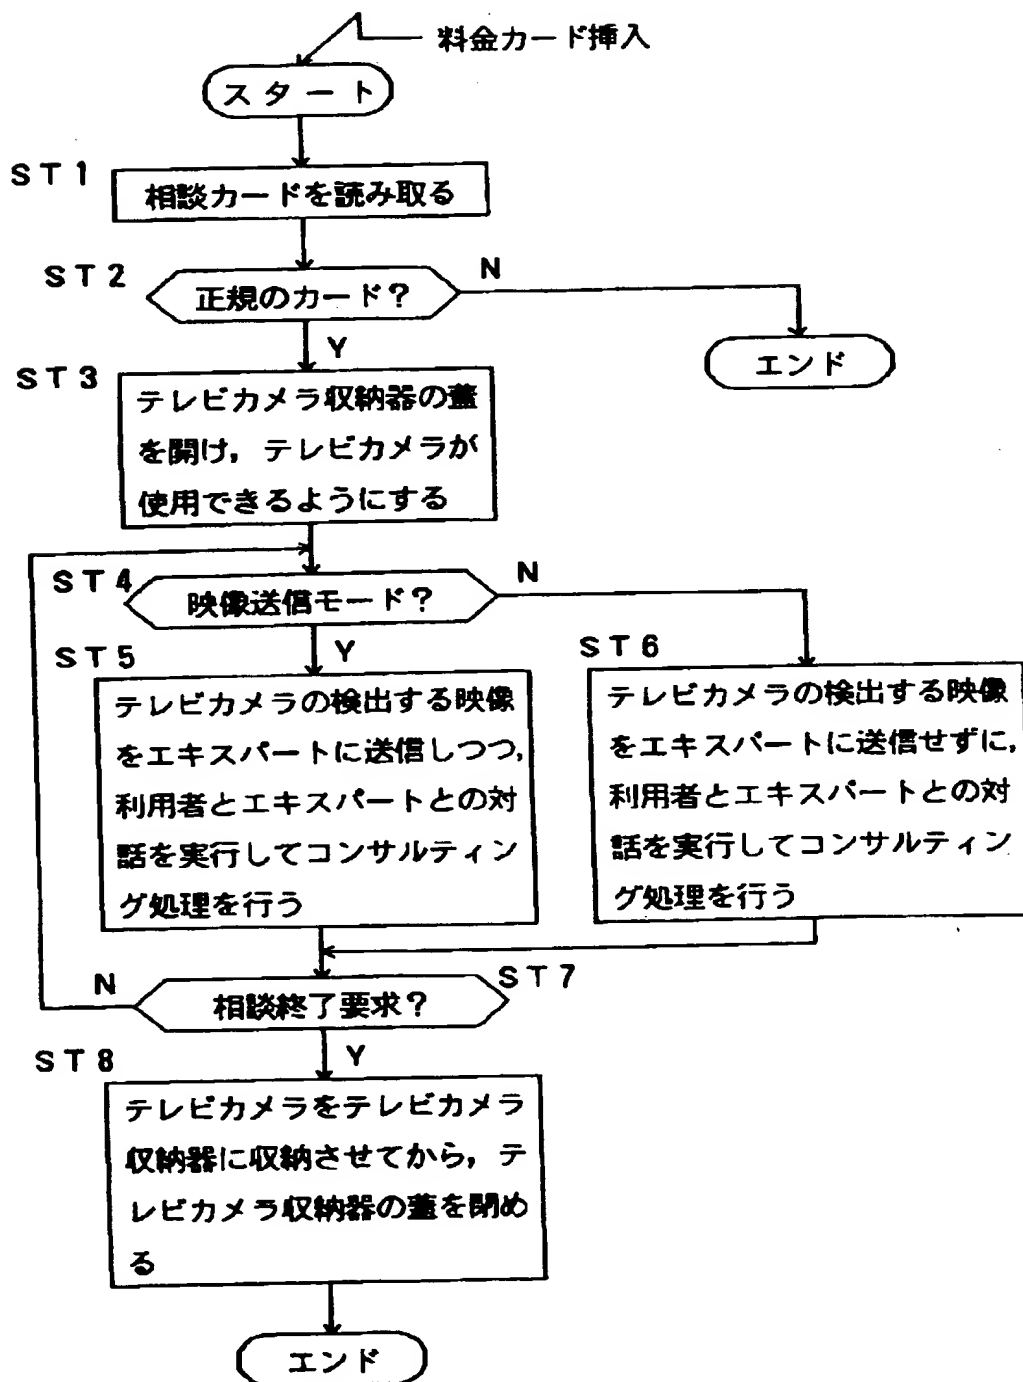 料金カード挿入
スタート
ST1
相談カードを読み取る
ST2
正規のカード?
N
エンド
Y
ST3
テレビカメラ収納器の蓋
を開け,テレビカメラが
使用できるようにする
ST4
映像送信モード?
N
Y
ST5
テレビカメラの検出する映像
をエキスパートに送信しつつ,
利用者とエキスパートとの対
話を実行してコンサルティン
グ処理を行う
ST6
テレビカメラの検出する映像
をエキスパートに送信せずに,
利用者とエキスパートとの対
話を実行してコンサルティン
グ処理を行う
ST7
相談終了要求?
N
Y
ST8
テレビカメラをテレビカメラ
収納器に収納させてから,テ
レビカメラ収納器の蓋を閉め
る
エンド